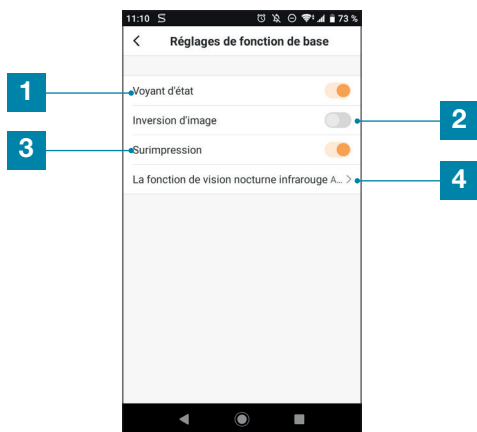 11:10 S 73 %
Réglages de fonction de base
1 Voyant d'état
Inversion d'image 2
3 Surimpression
La fonction de vision nocturne infrarouge A... 4